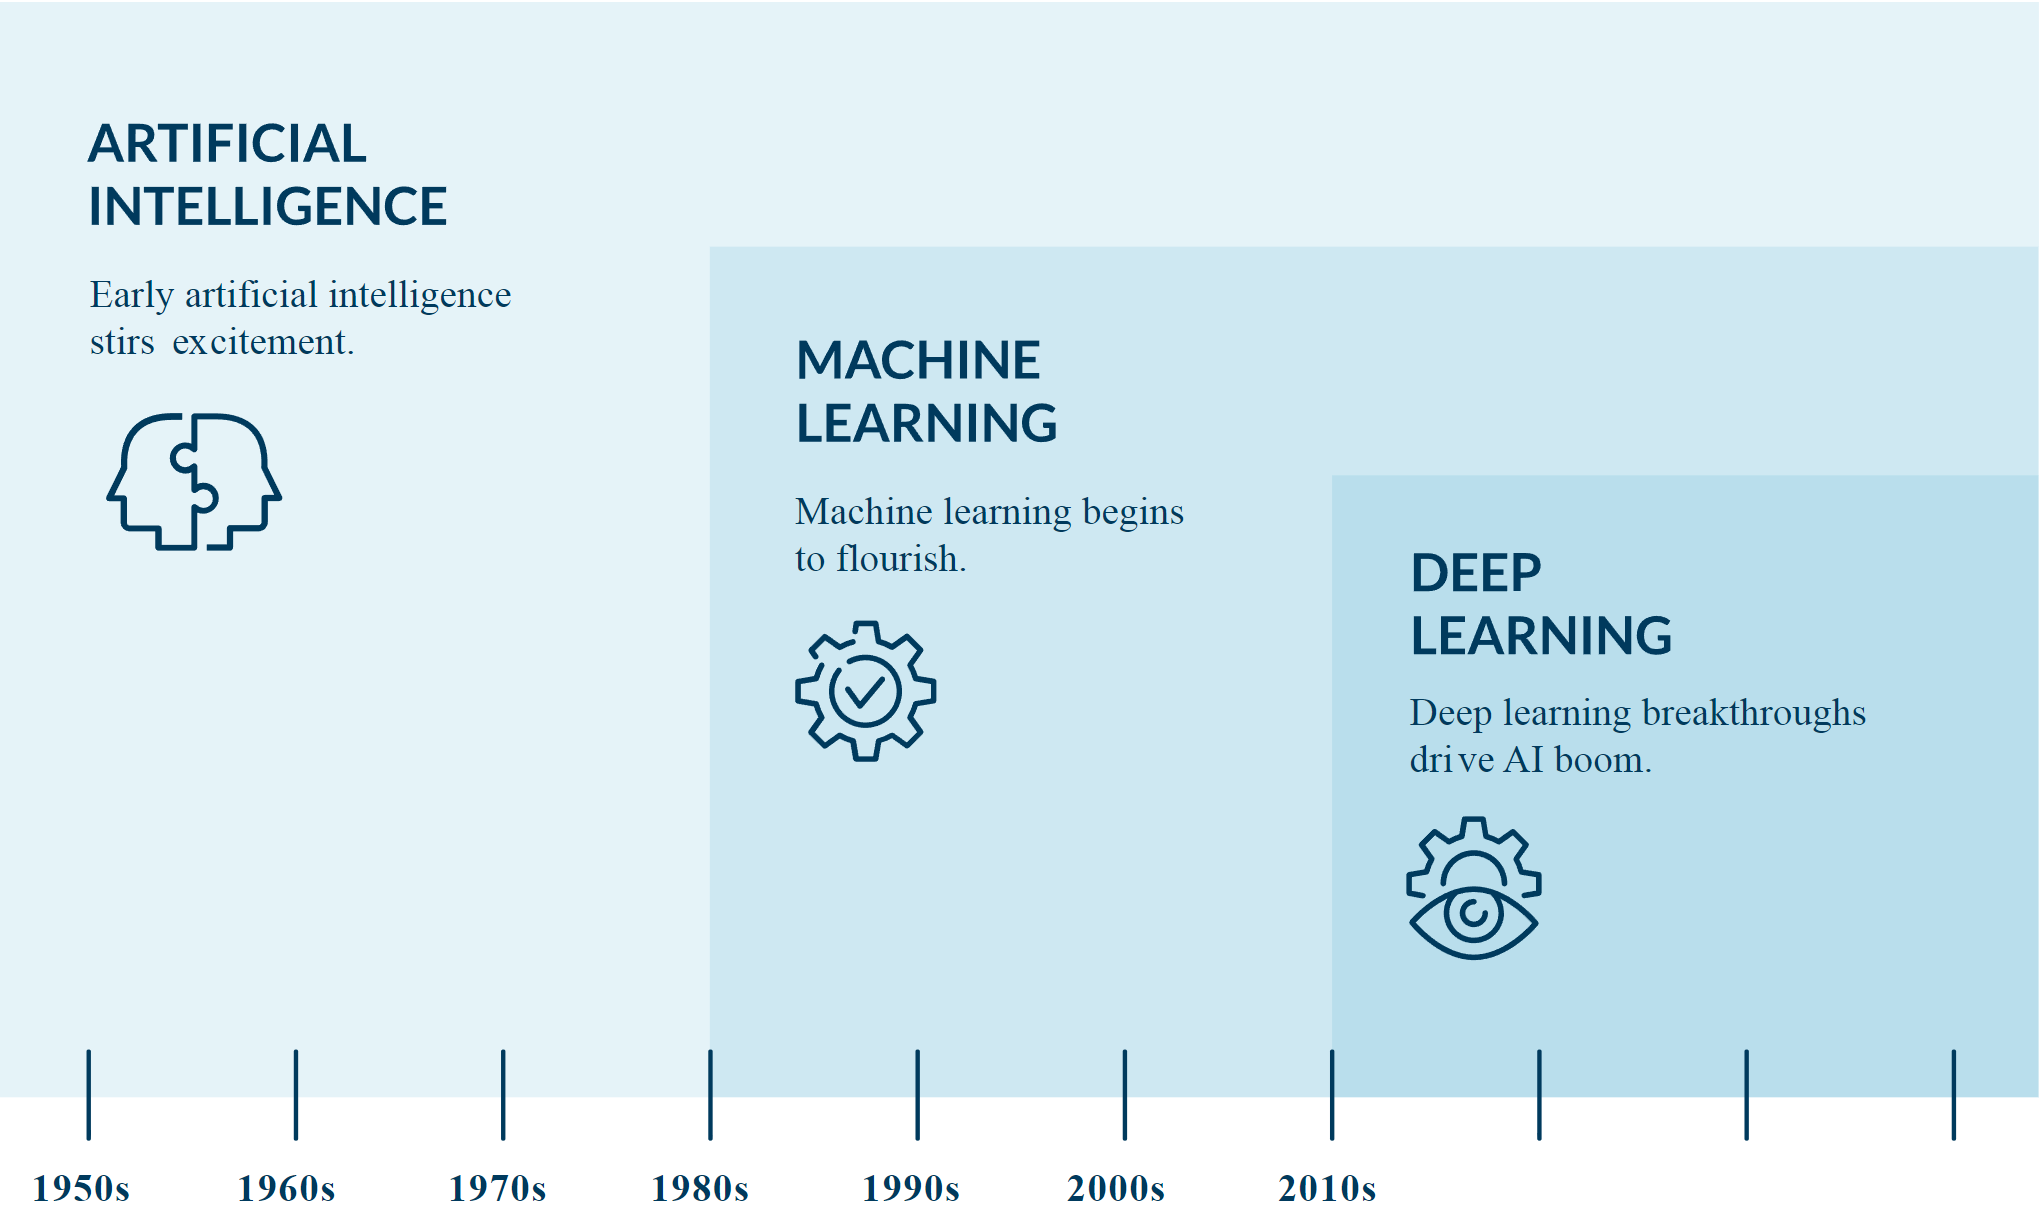 ARTIFICIAL
INTELLIGENCE
Early artificial intelligence
stirs excitement.
MACHINE
LEARNING
Machine learning begins
to flourish.
DEEP
LEARNING
Deep learning breakthroughs
drive AI boom.
1950s 1960s 1970s 1980s 1990s 2000s 2010s